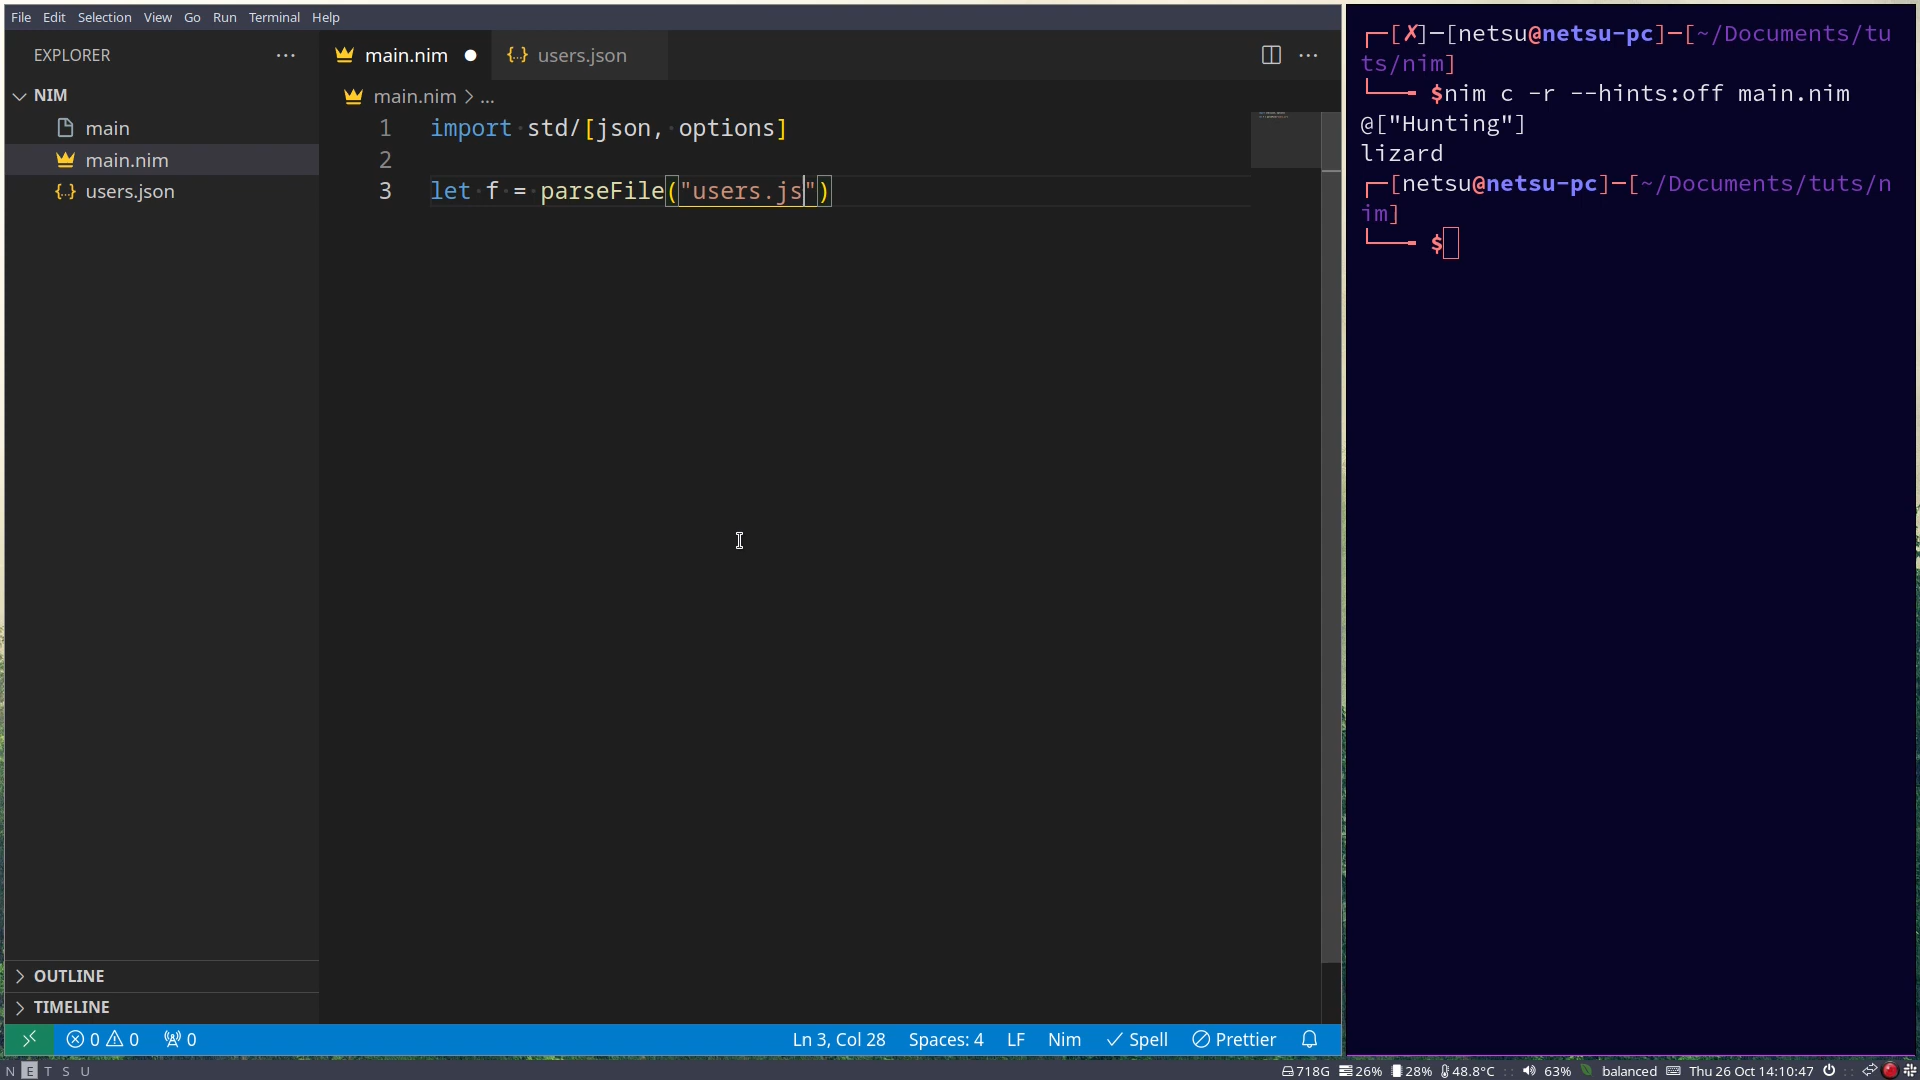 File Edit Selection View Go Run Terminal Help
EXPLORER ···
NIM
main
main.nim
users.json
main.nim users.json ···
main.nim > ...
1 import std/[json, options]
2
3 let f = parseFile("users.js")
OUTLINE
TIMELINE
0 0 0 Ln 3, Col 28 Spaces: 4 LF Nim Spell Prettier
┌─[✗]─[netsu@netsu-pc]─[~/Documents/tu
ts/nim]
└──╼ $nim c -r --hints:off main.nim
@["Hunting"]
lizard
┌─[netsu@netsu-pc]─[~/Documents/tuts/n
im]
└──╼ $
N E T S U 718G 26% 28% 48.8°C :: 63% balanced Thu 26 Oct 14:10:47 ::